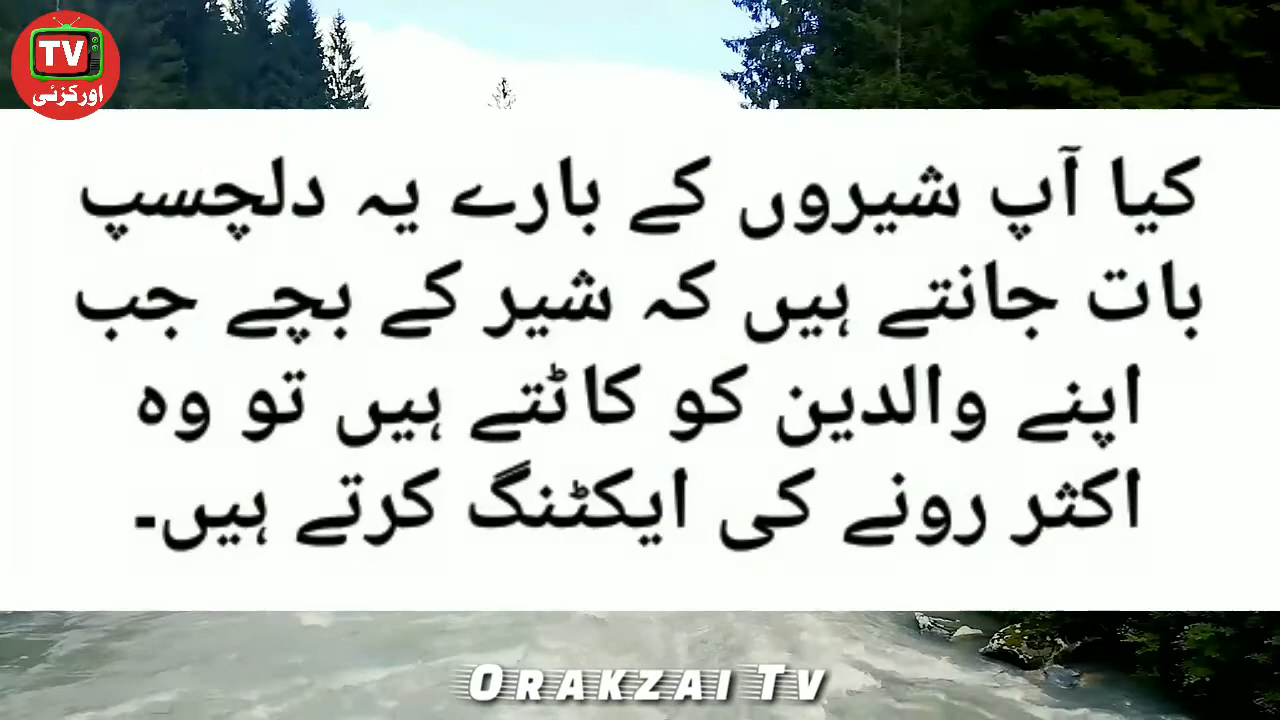 TV
اورکزئی
کیا آپ شیروں کے بارے یہ دلچسپ
بات جانتے ہیں کہ شیر کے بچے جب
اپنے والدین کو کاٹتے ہیں تو وہ
اکثر رونے کی ایکٹنگ کرتے ہیں۔
ORAKZAI TV